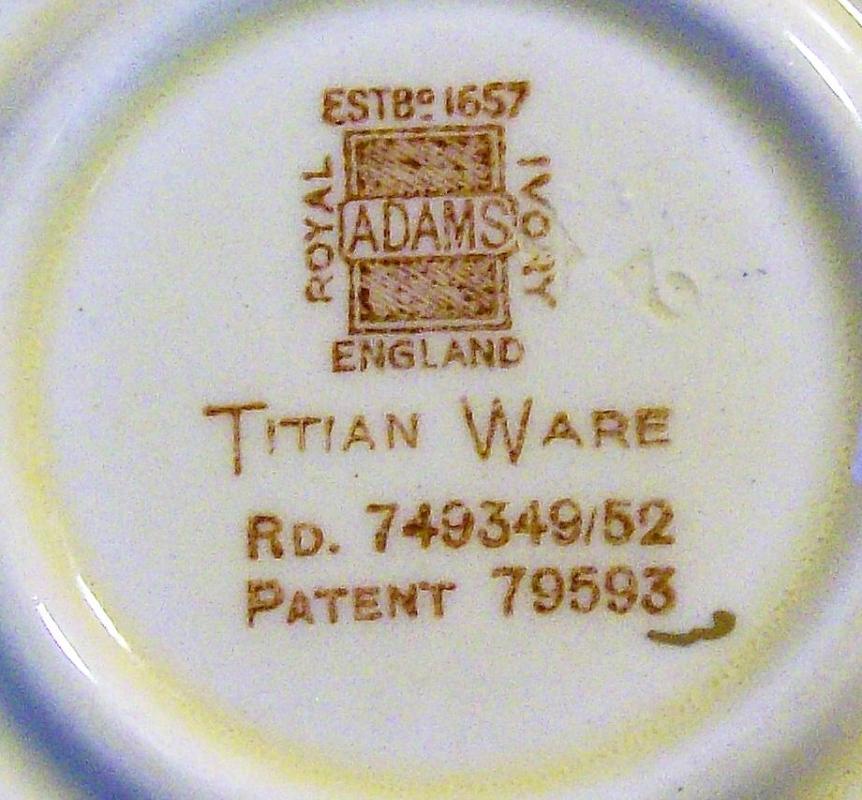 ESTBD 1657
ROYAL
ADAMS
IVORY
ENGLAND
TITIAN WARE
RD. 749349/52
PATENT 79593